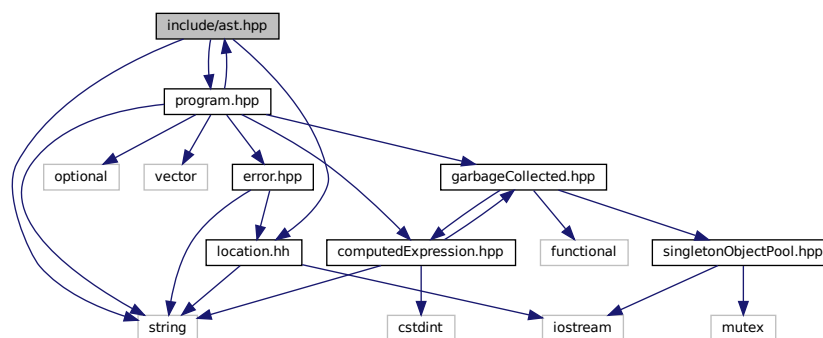 include/ast.hpp
program.hpp
optional
vector
error.hpp
garbageCollected.hpp
location.hh
computedExpression.hpp
functional
singletonObjectPool.hpp
string
cstdint
iostream
mutex